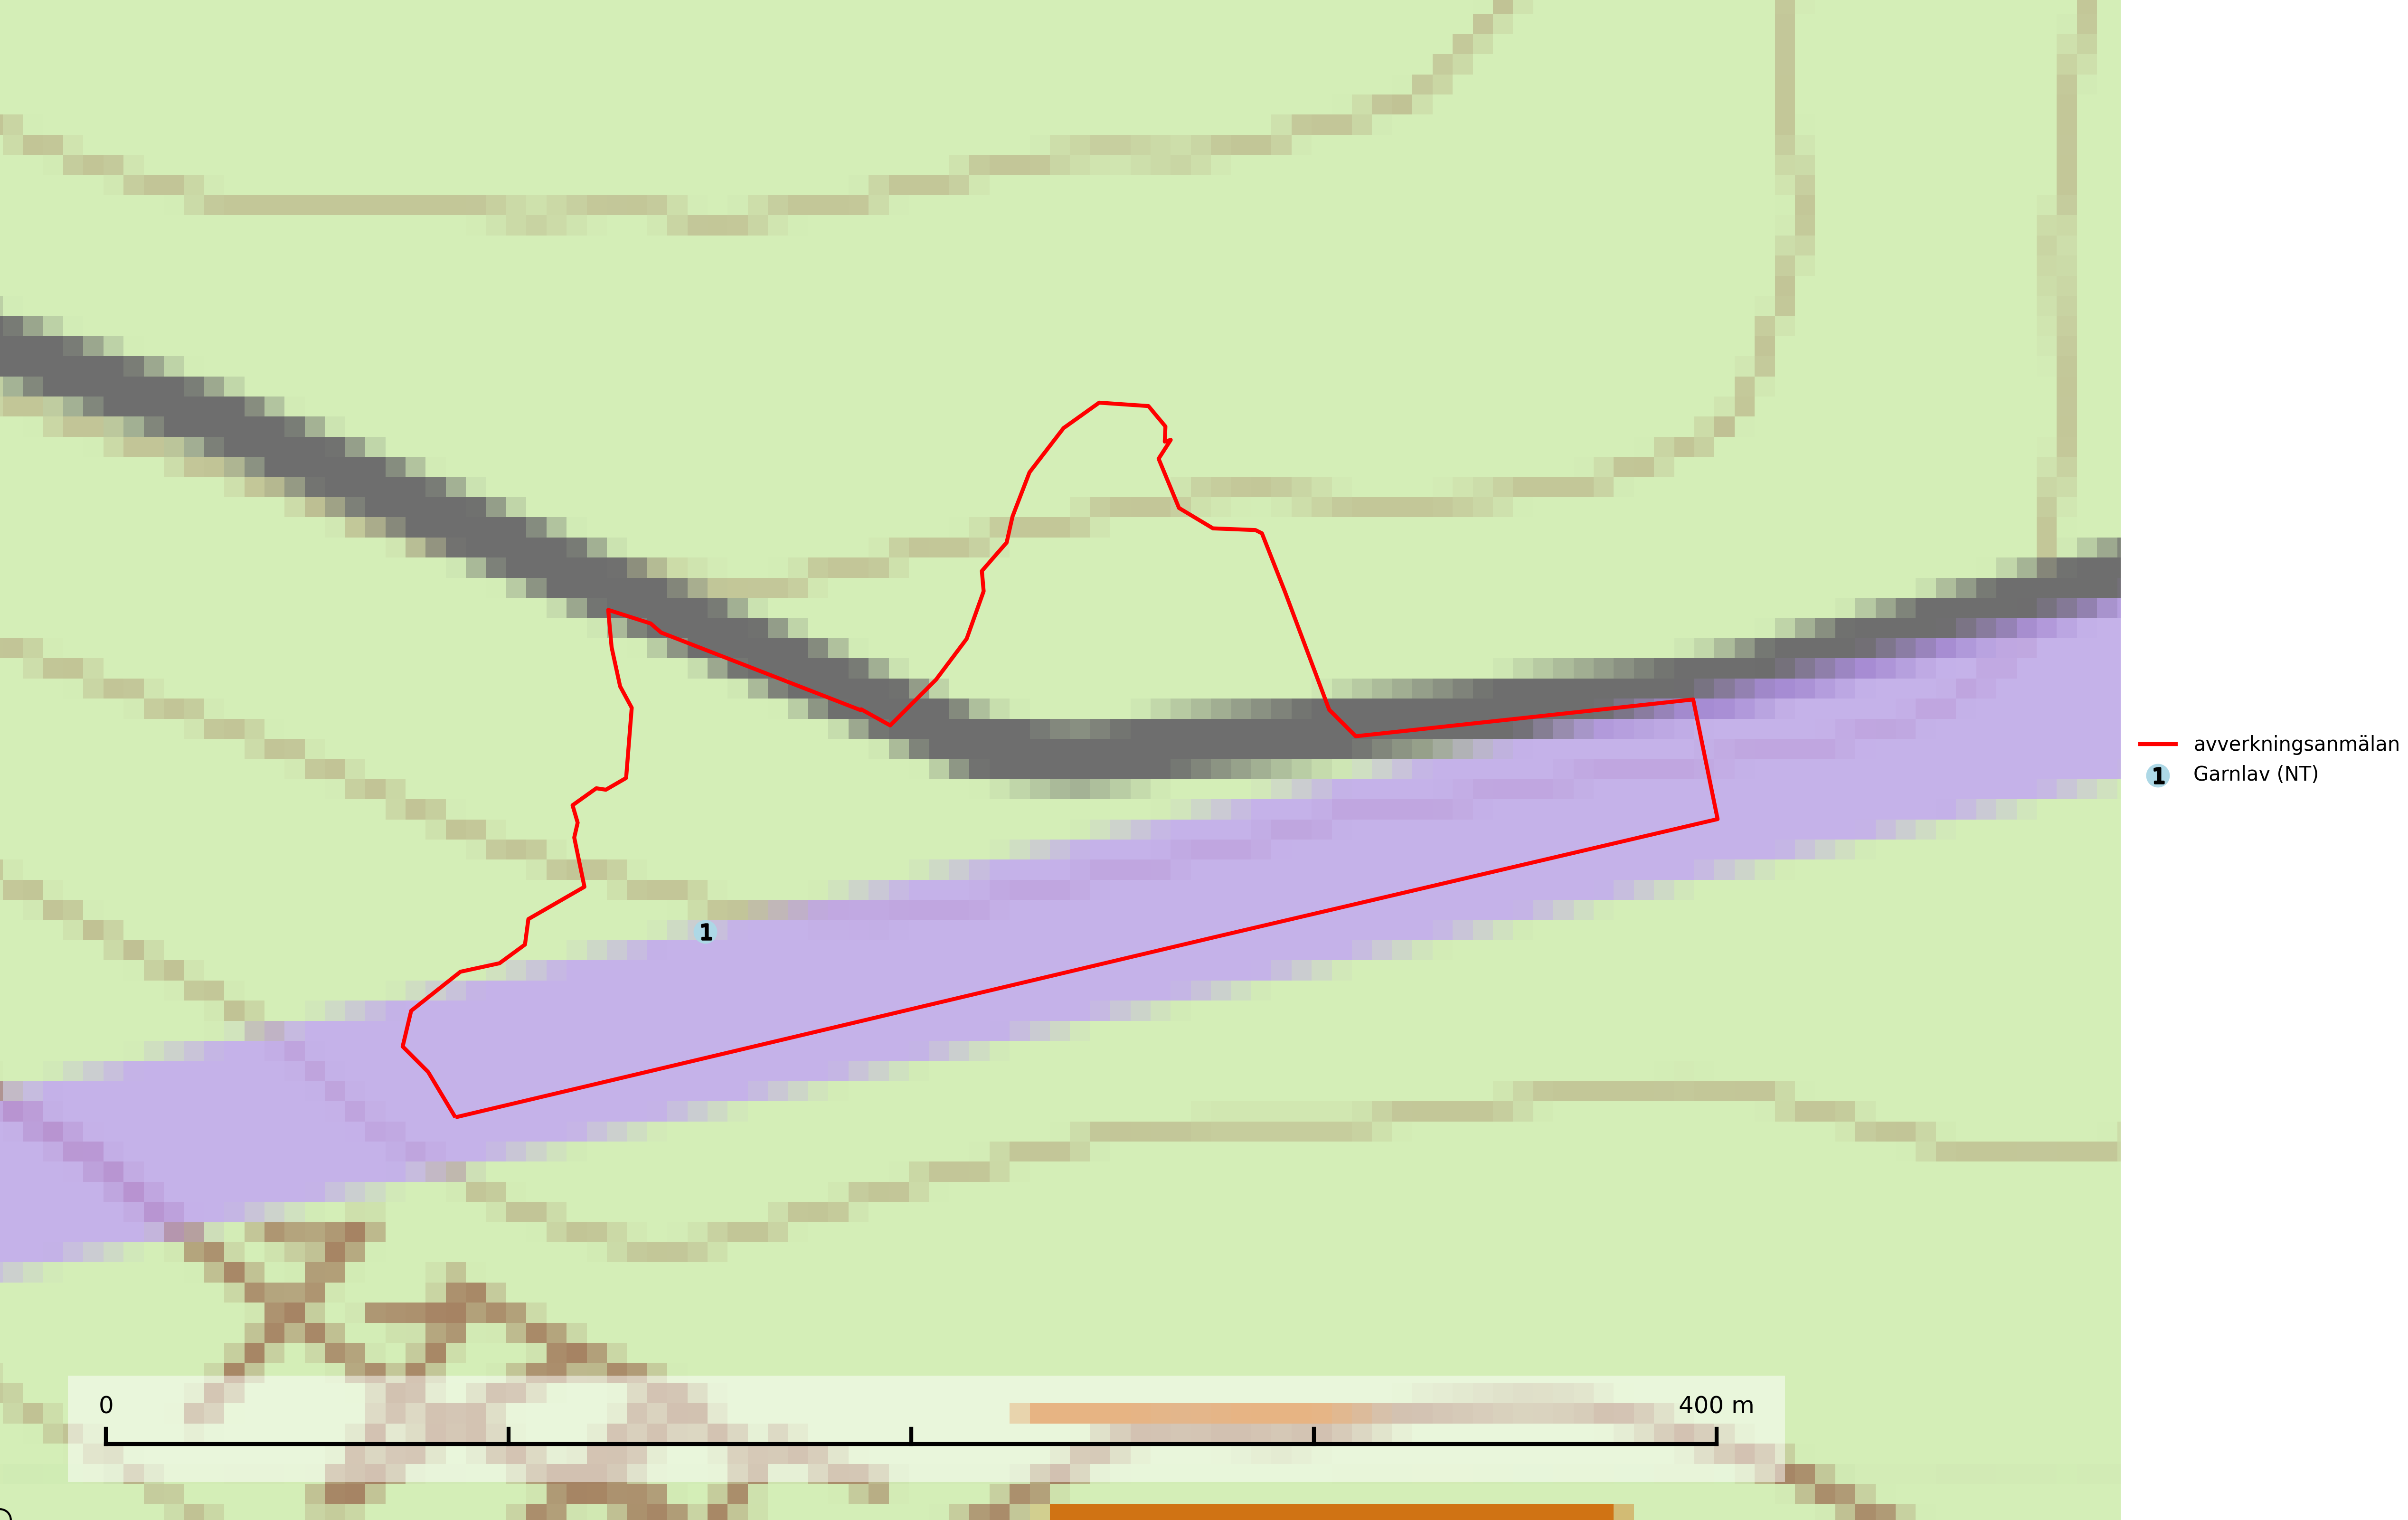 avverkningsanmälan
1 Garnlav (NT)
1
0 400 m